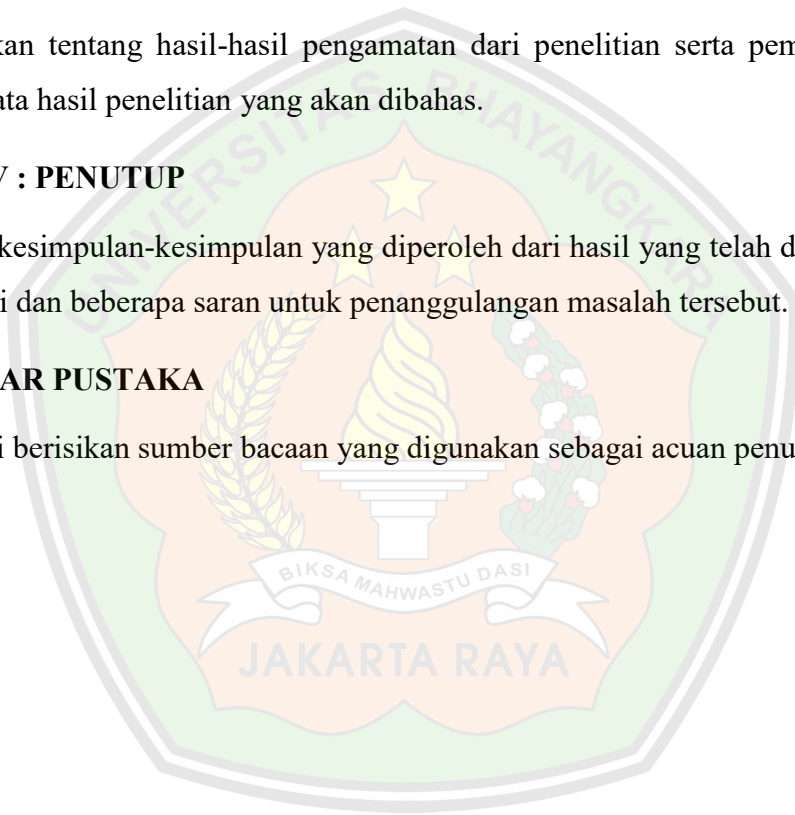 kan tentang hasil-hasil pengamatan dari penelitian serta pem
ata hasil penelitian yang akan dibahas.
: PENUTUP
kesimpulan-kesimpulan yang diperoleh dari hasil yang telah d
i dan beberapa saran untuk penanggulangan masalah tersebut.
AR PUSTAKA
i berisikan sumber bacaan yang digunakan sebagai acuan penu
UNIVERSITAS BHAYANGKARA
BIKSA MAHWASTU DASI
JAKARTA RAYA